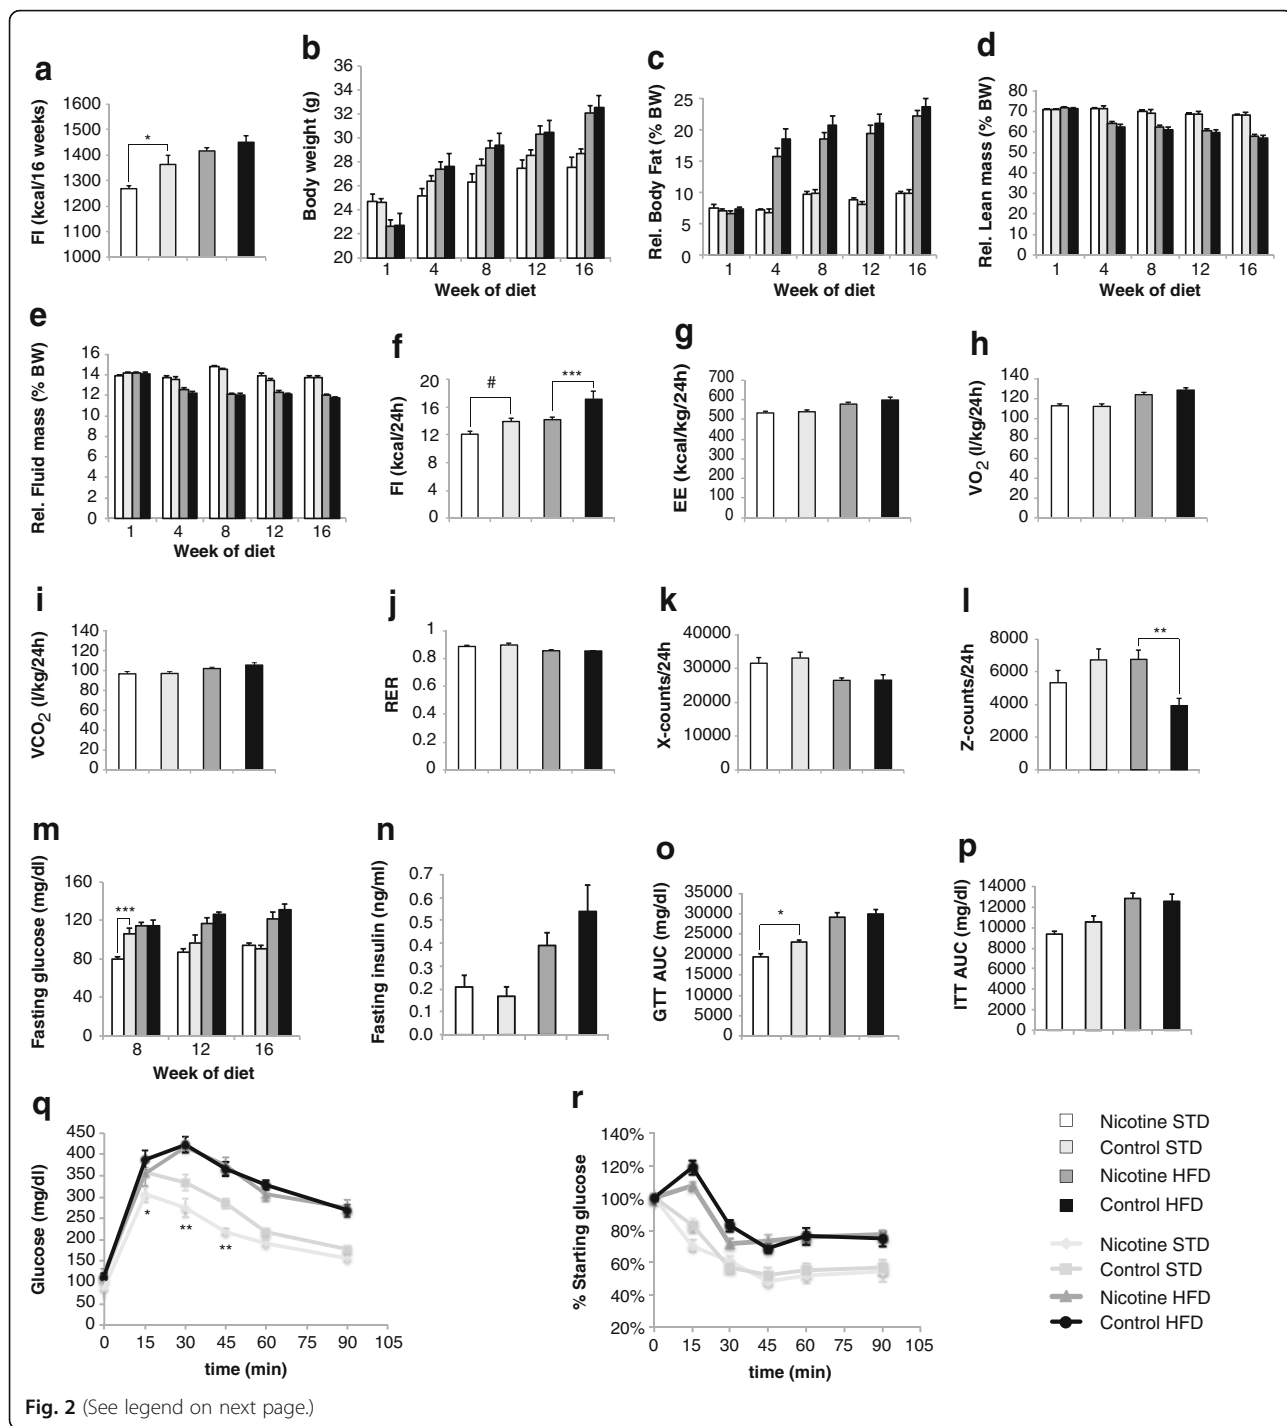 a
FI (kcal/16 weeks)
1600
1500
1400
1300
1200
1100
1000
*
b
Body weight (g)
36
34
32
30
28
26
24
22
20
1 4 8 12 16
Week of diet
c
Rel. Body Fat (% BW)
25
20
15
10
5
0
1 4 8 12 16
Week of diet
d
Rel. Lean mass (% BW)
80
70
60
50
40
30
20
10
0
1 4 8 12 16
Week of diet
e
Rel. Fluid mass (% BW)
16
14
12
10
8
6
4
2
0
1 4 8 12 16
Week of diet
f
FI (kcal/24h)
20
16
12
8
4
0
#
***
g
EE (kcal/kg/24h)
700
600
500
400
300
200
100
0
h
VO2 (l/kg/24h)
140
120
100
80
60
40
20
0
i
VCO2 (l/kg/24h)
140
120
100
80
60
40
20
0
j
RER
1
0.8
0.6
0.4
0.2
0
k
X-counts/24h
40000
30000
20000
10000
0
l
Z-counts/24h
8000
6000
4000
2000
0
**
m
Fasting glucose (mg/dl)
160
120
80
40
0
***
8 12 16
Week of diet
n
Fasting insulin (ng/ml)
0.7
0.6
0.5
0.4
0.3
0.2
0.1
0.0
o
GTT AUC (mg/dl)
35000
30000
25000
20000
15000
10000
5000
0
*
p
ITT AUC (mg/dl)
14000
12000
10000
8000
6000
4000
2000
0
q
Glucose (mg/dl)
450
400
350
300
250
200
150
100
50
0
*
**
**
0 15 30 45 60 90 105
time (min)
r
% Starting glucose
140%
120%
100%
80%
60%
40%
20%
0 15 30 45 60 75 90 105
time (min)
Nicotine STD
Control STD
Nicotine HFD
Control HFD
Nicotine STD
Control STD
Nicotine HFD
Control HFD
Fig. 2 (See legend on next page.)